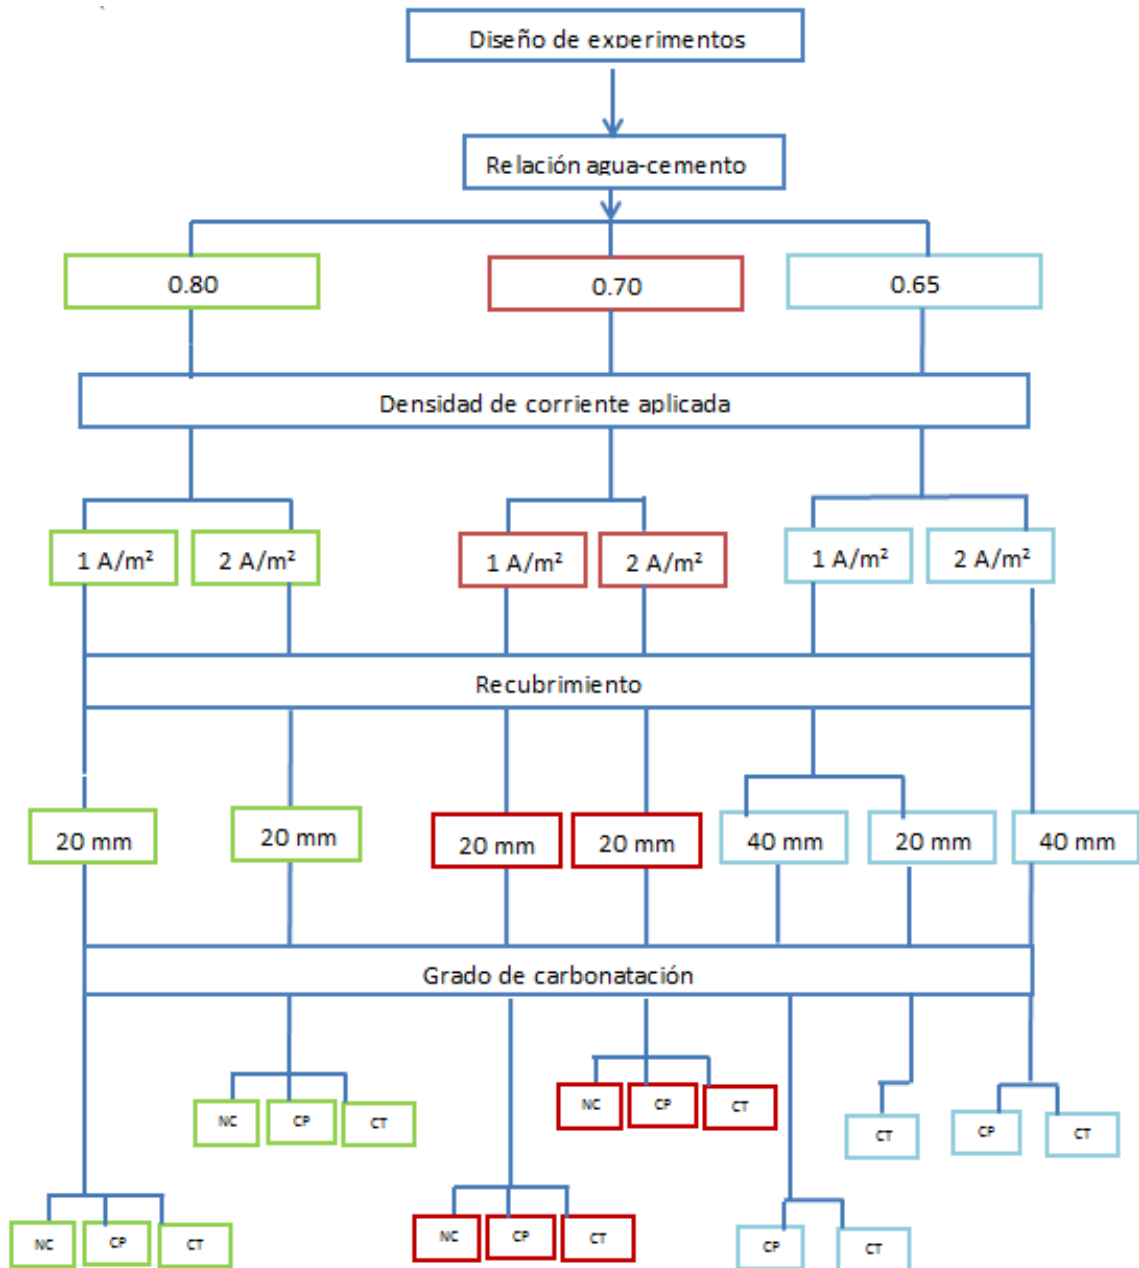 Diseño de experimentos
Relación agua-cemento
0.80
0.70
0.65
Densidad de corriente aplicada
1 A/m²
2 A/m²
1 A/m²
2 A/m²
1 A/m²
2 A/m²
Recubrimiento
20 mm
20 mm
20 mm
20 mm
40 mm
20 mm
40 mm
Grado de carbonatación
NC
CP
CT
NC
CP
CT
CT
CP
CT
NC
CP
CT
NC
CP
CT
CP
CT